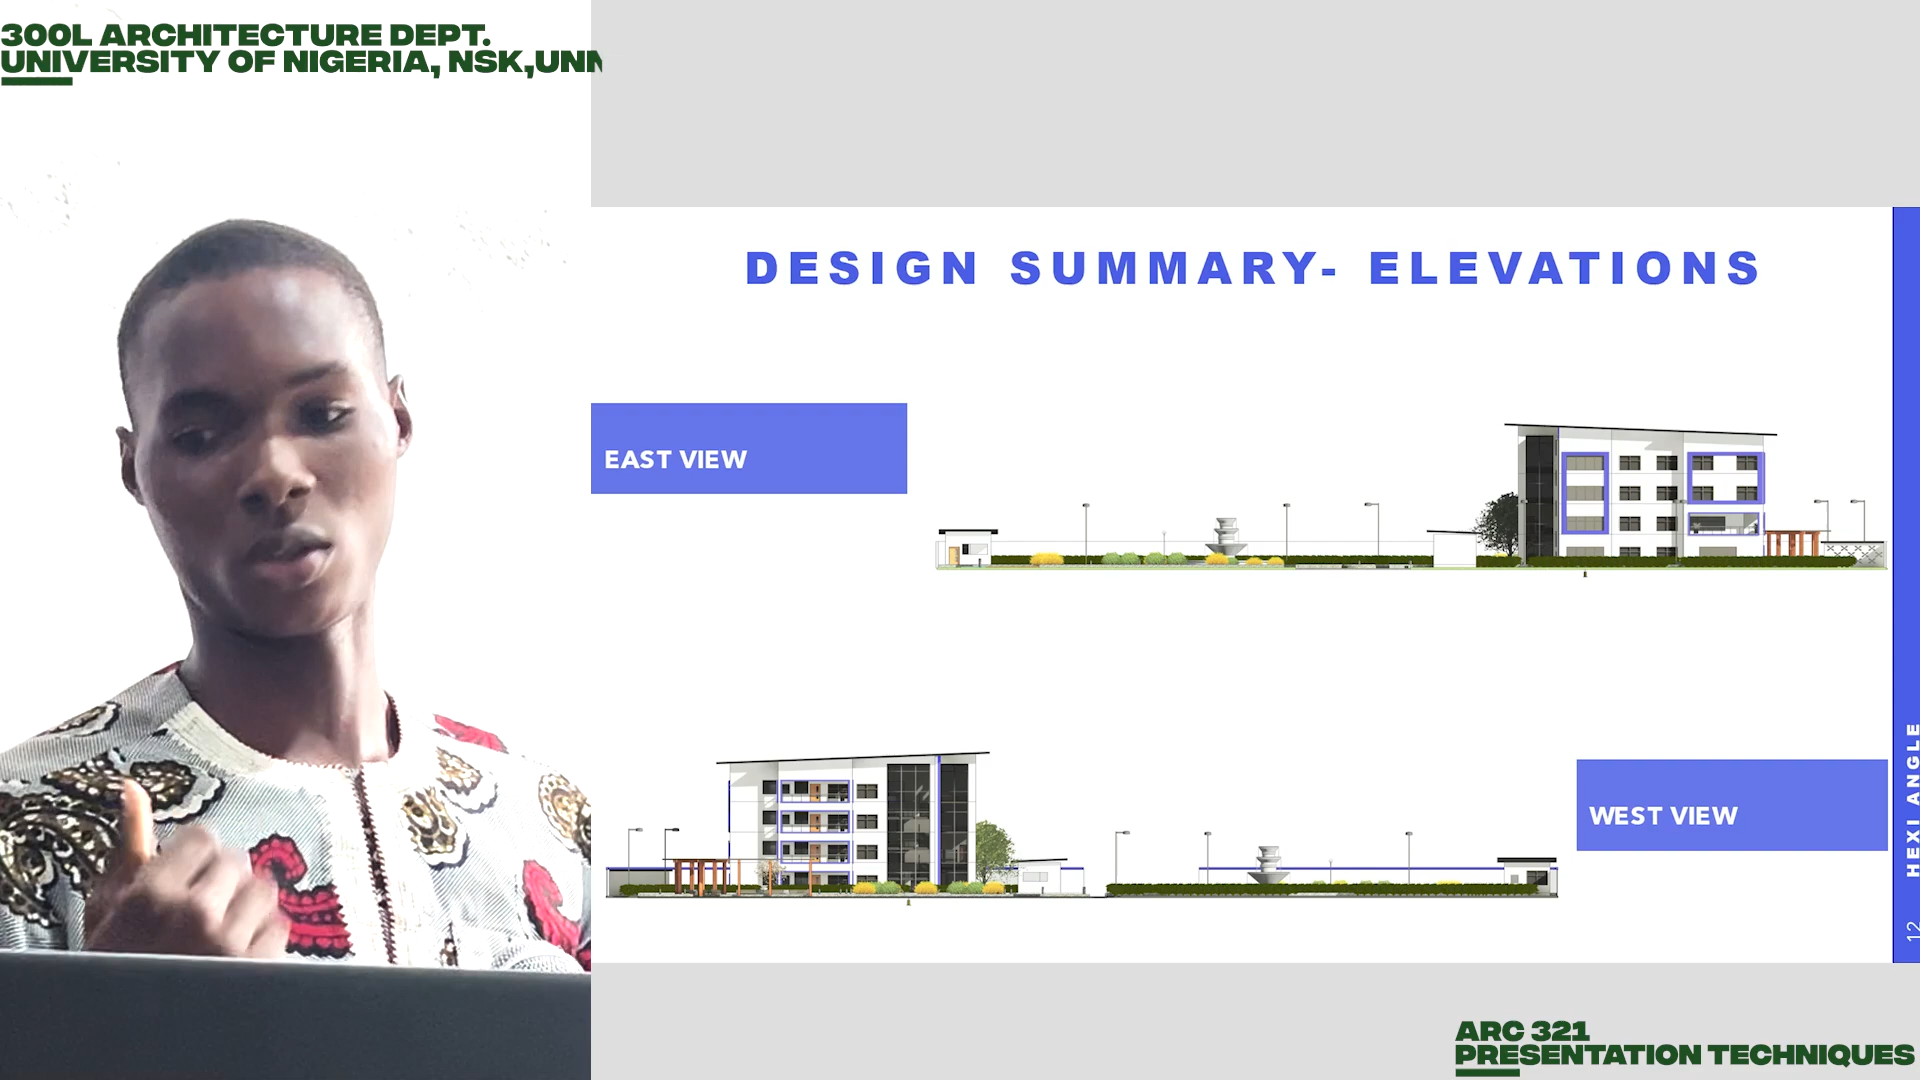 300L ARCHITECTURE DEPT.
UNIVERSITY OF NIGERIA, NSK,UNN
DESIGN SUMMARY- ELEVATIONS
EAST VIEW
WEST VIEW
HEXI ANGLE
12
ARC 321
PRESENTATION TECHNIQUES